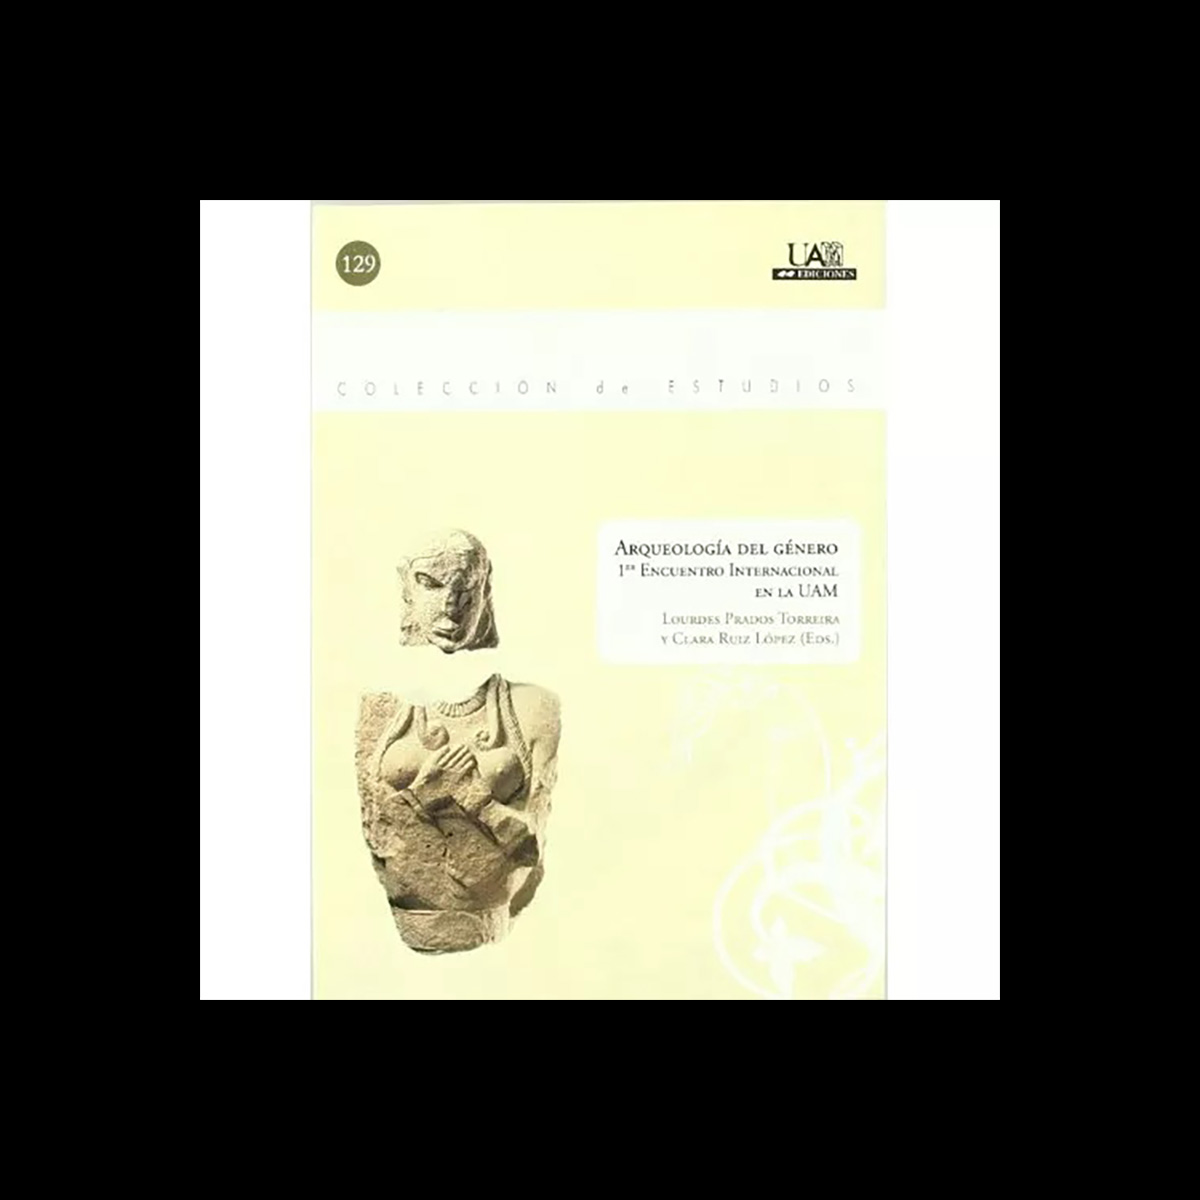 129
UAM
EDICIONES
COLECCIÓN de ESTUDIOS
ARQUEOLOGÍA DEL GÉNERO
1ER ENCUENTRO INTERNACIONAL
EN LA UAM
LOURDES PRADOS TORREIRA
Y CLARA RUIZ LÓPEZ (EDS.)